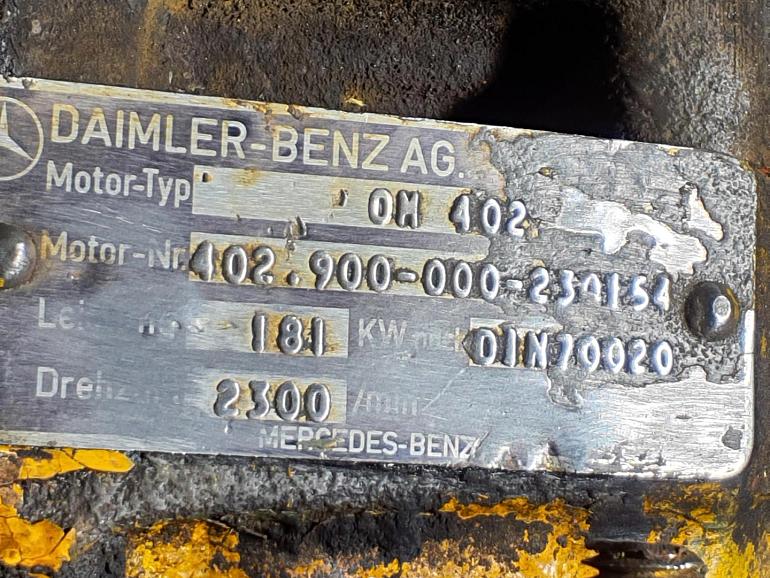 DAIMLER-BENZ AG.
Motor-Typ OM 402
Motor-Nr. 402.900-000-234154
181 KW DIN70020
2300 /min
MERCEDES-BENZ